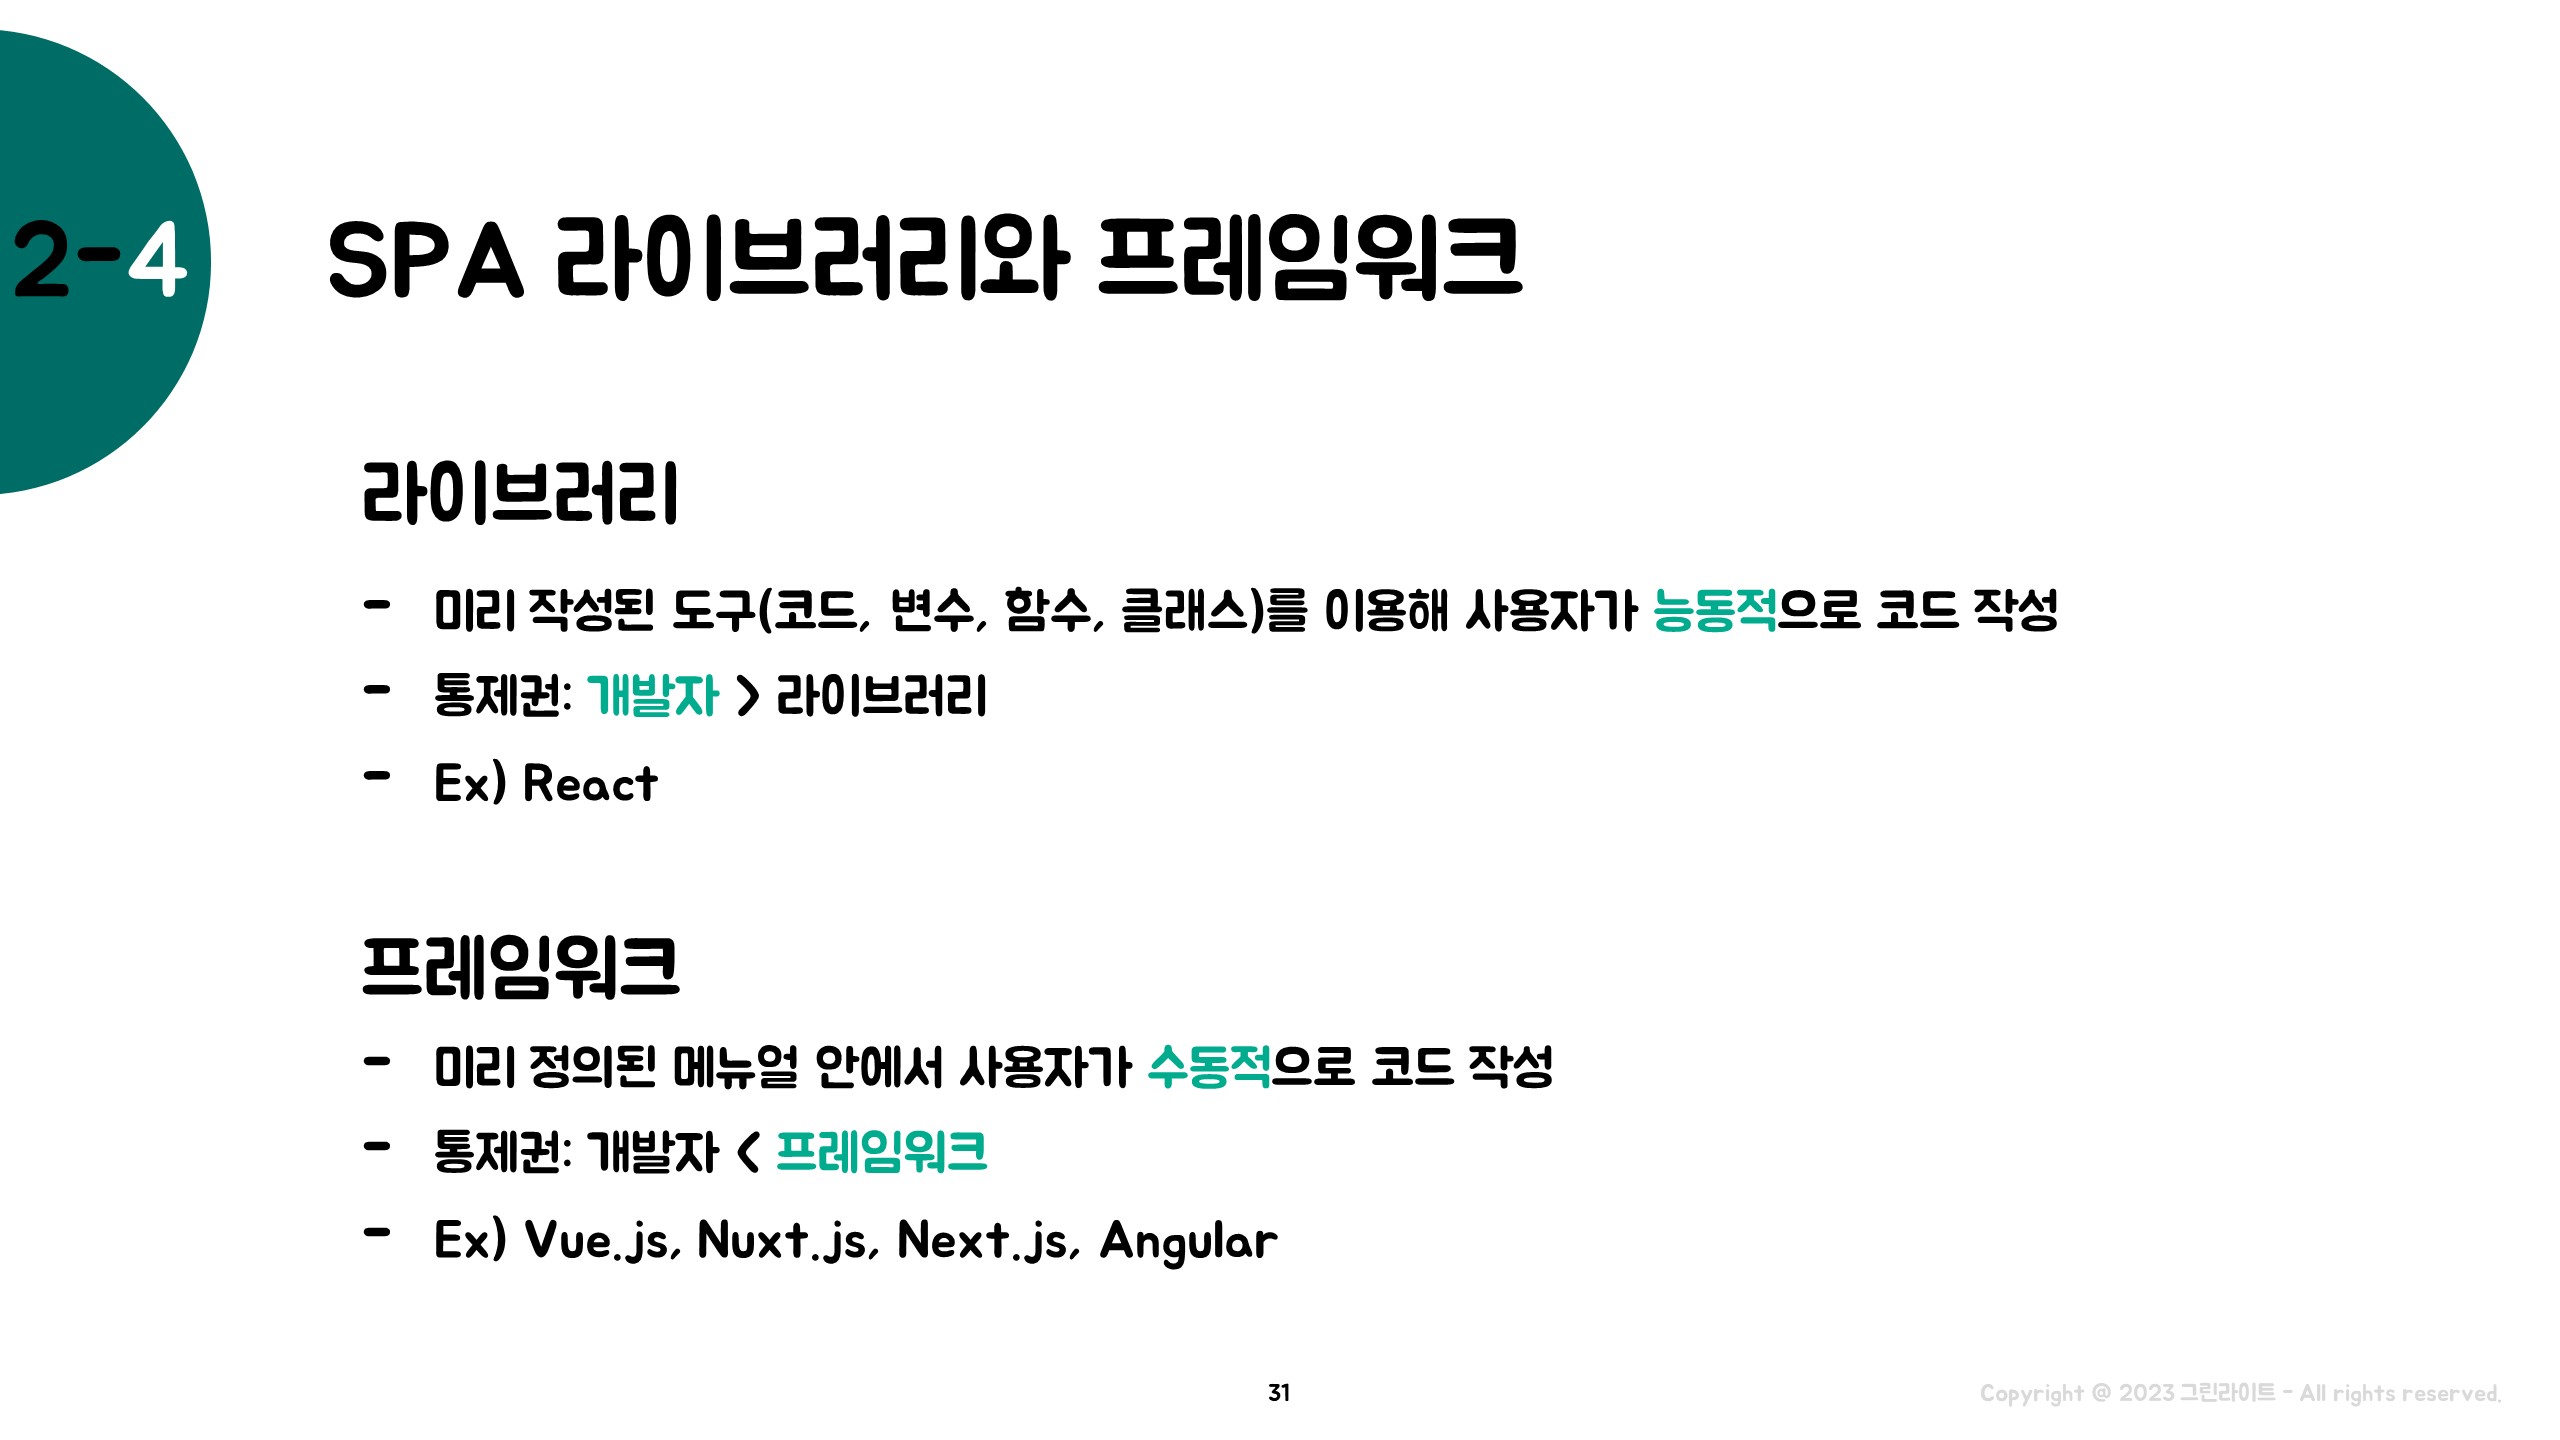 2-4
SPA 라이브러리와 프레임워크
라이브러리
- 미리 작성된 도구(코드, 변수, 함수, 클래스)를 이용해 사용자가 능동적으로 코드 작성
- 통제권: 개발자 > 라이브러리
- Ex) React
프레임워크
- 미리 정의된 메뉴얼 안에서 사용자가 수동적으로 코드 작성
- 통제권: 개발자 < 프레임워크
- Ex) Vue.js, Nuxt.js, Next.js, Angular
31
Copyright @ 2023 그린라이트 - All rights reserved.